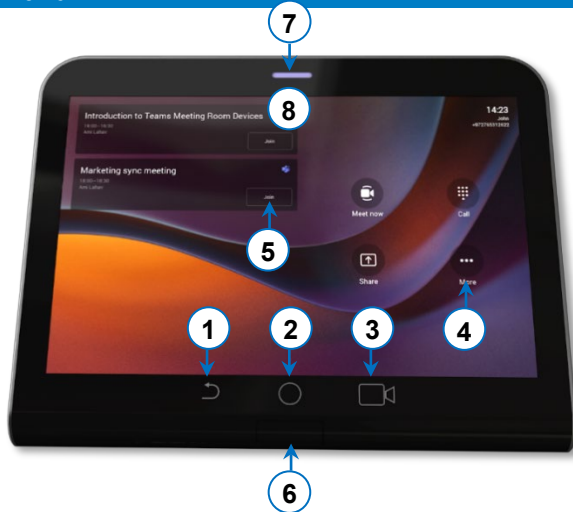 7
8
Introduction to Teams Meeting Room Devices
Join
14:23
Marketing sync meeting
Join
Meet now
Call
5
Share
More
1
2
3
4
6